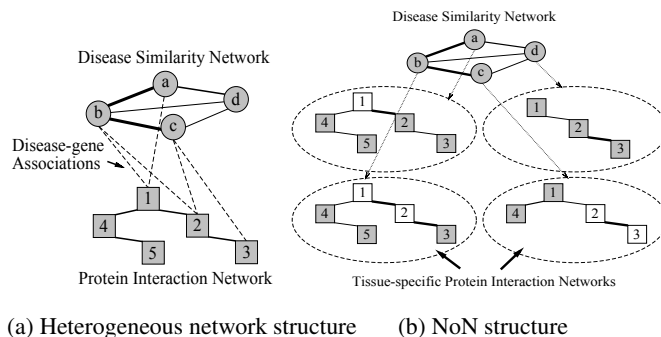 Disease Similarity Network
a
b
c
d
Disease-gene
Associations
1
4
2
5
3
Protein Interaction Network
Disease Similarity Network
a
b
c
d
1
4
2
5
3
1
2
3
1
4
2
5
3
1
4
2
3
Tissue-specific Protein Interaction Networks
(a) Heterogeneous network structure
(b) NoN structure